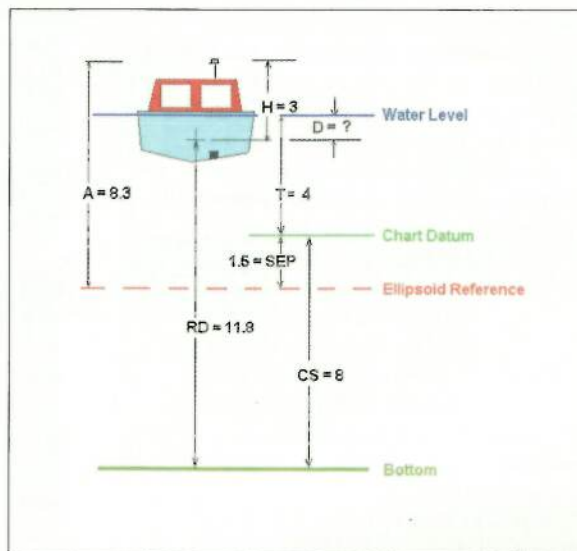 H = 3
Water Level
D = ?
A = 8.3
T = 4
Chart Datum
1.5 = SEP
Ellipsoid Reference
RD = 11.8
CS = 8
Bottom